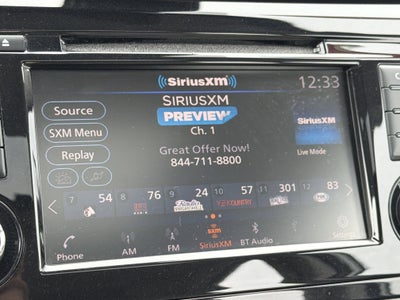 SiriusXM
12:33
Source
SIRIUSXM
PREVIEW
SXM Menu
Ch. 1
SiriusXM
Great Offer Now!
Replay
844-711-8800
Live Mode
7 54 8 76 9 24 10 57 11 301 12 83
Y2KOUNTRY
Phone AM FM SiriusXM BT Audio Settings